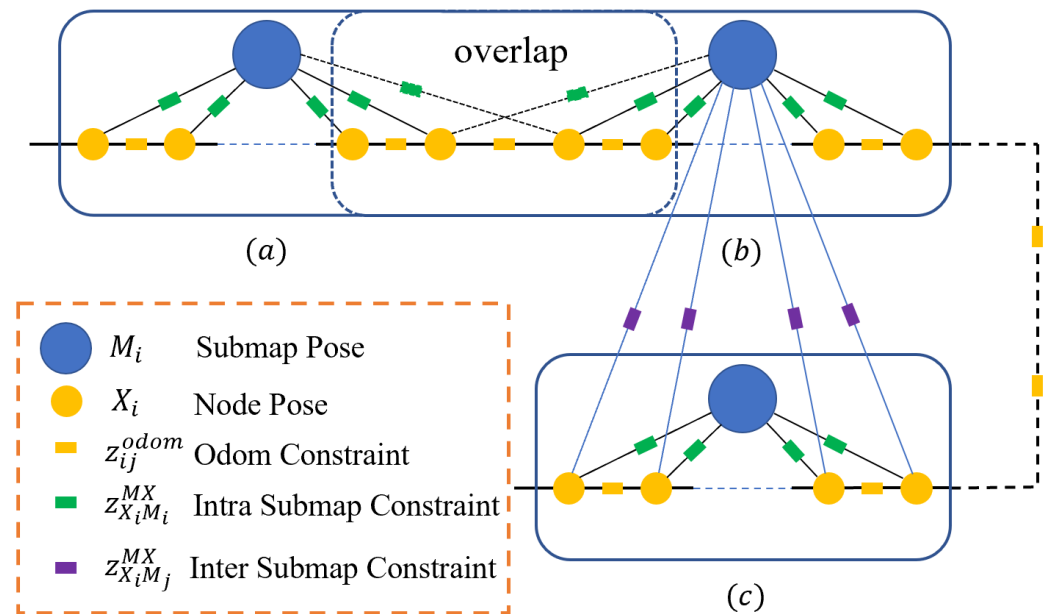 overlap
(a)
(b)
M_i Submap Pose
X_i Node Pose
z_{ij}^{odom} Odom Constraint
z_{X_iM_i}^{MX} Intra Submap Constraint
z_{X_iM_j}^{MX} Inter Submap Constraint
(c)